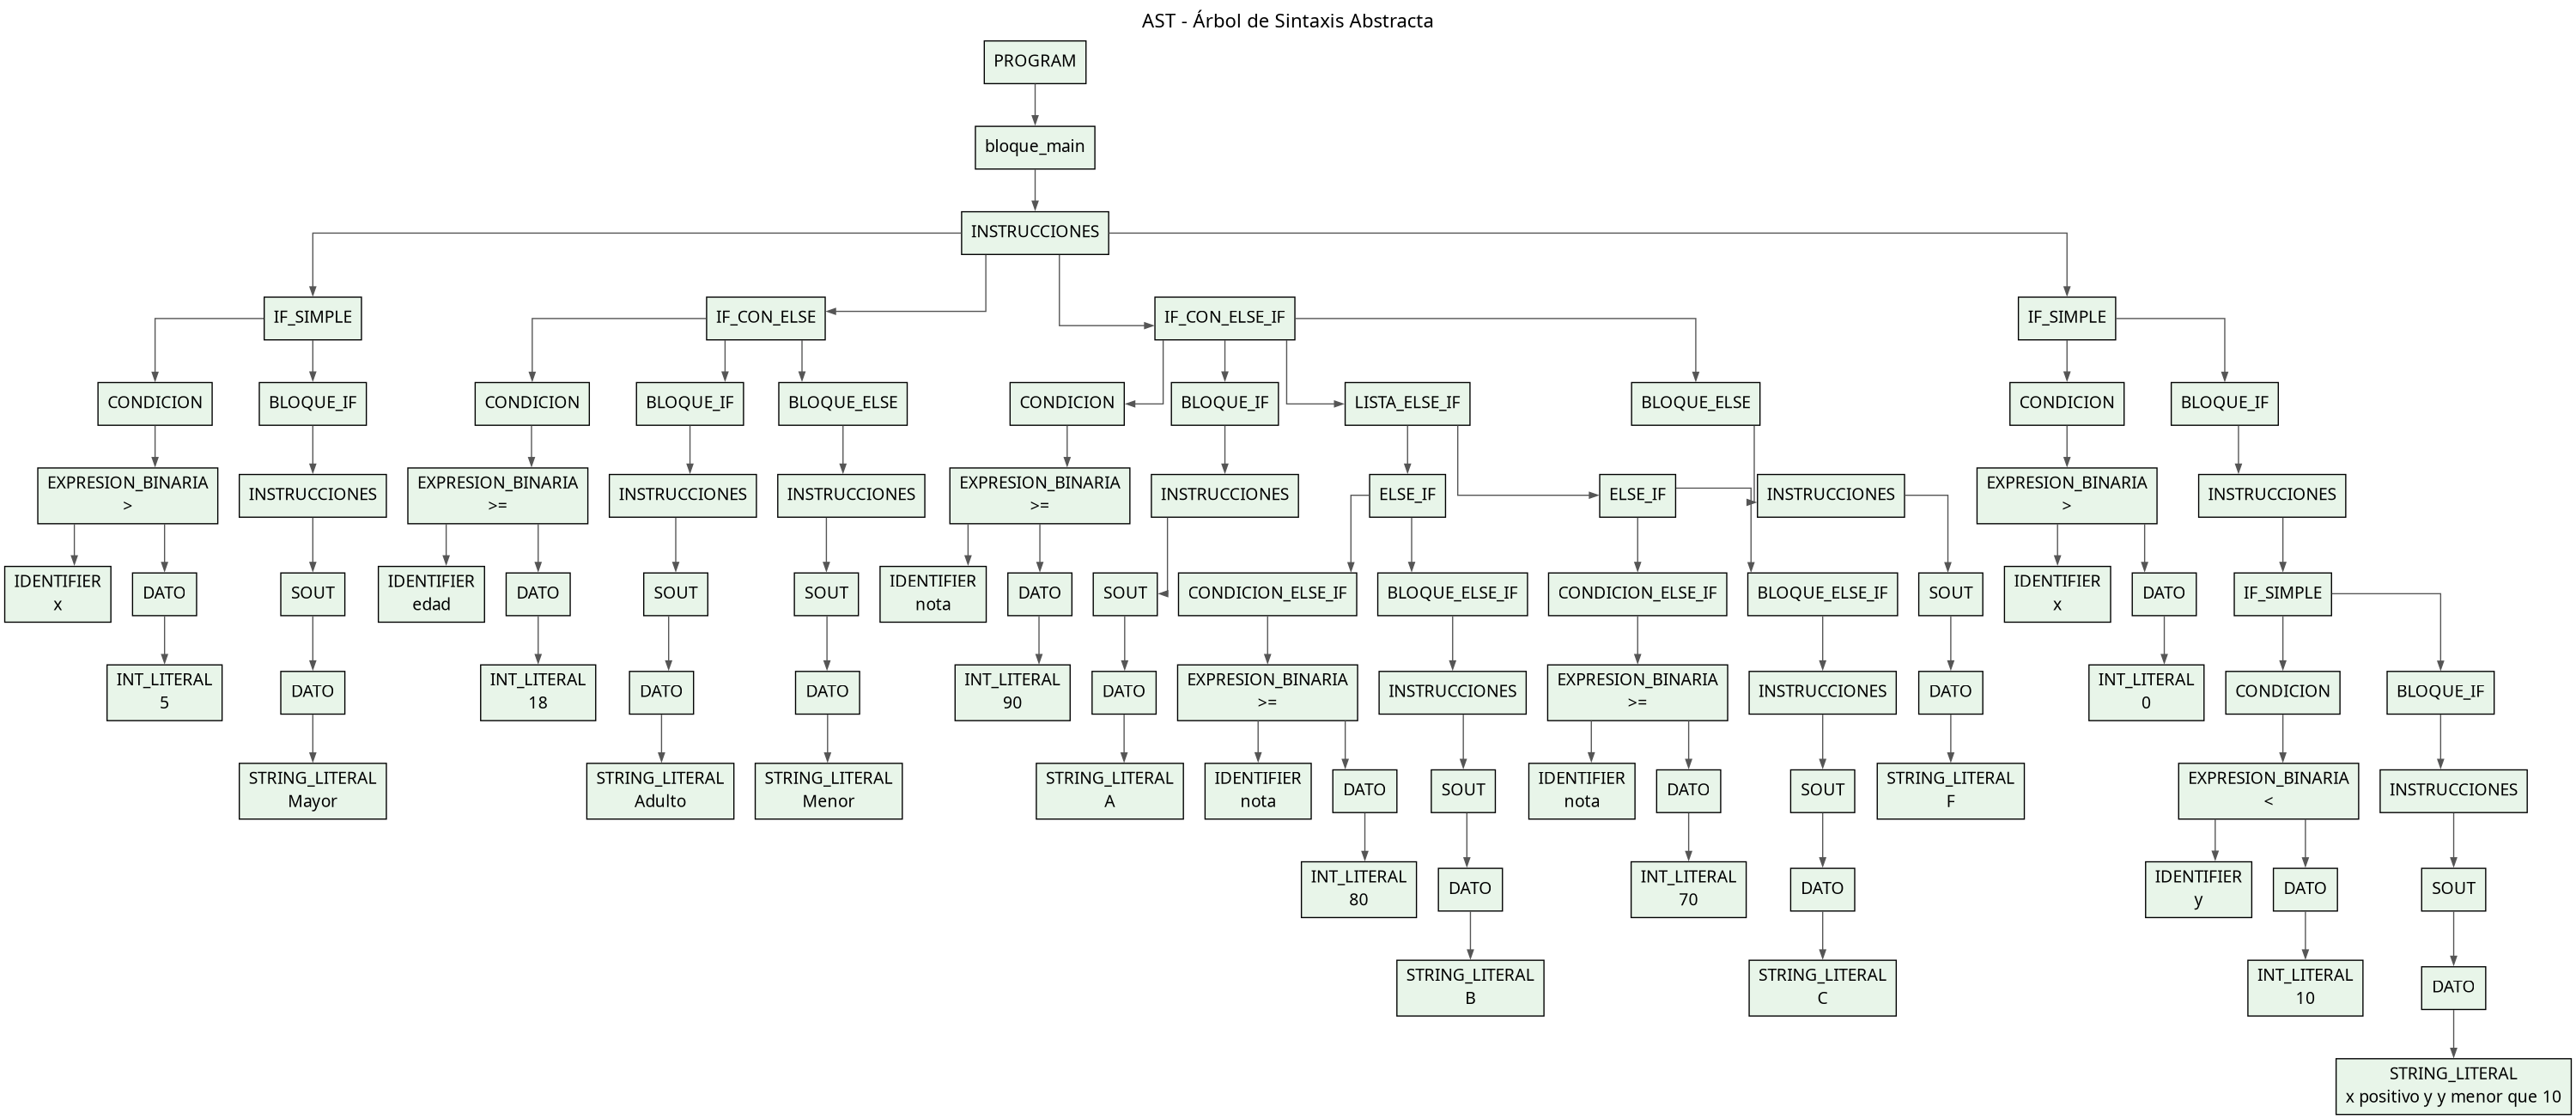 AST - Árbol de Sintaxis Abstracta
PROGRAM
bloque_main
INSTRUCCIONES
IF_SIMPLE
IF_CON_ELSE
IF_CON_ELSE_IF
IF_SIMPLE
CONDICION
BLOQUE_IF
CONDICION
BLOQUE_IF
BLOQUE_ELSE
CONDICION
BLOQUE_IF
LISTA_ELSE_IF
BLOQUE_ELSE
CONDICION
BLOQUE_IF
EXPRESION_BINARIA
>
INSTRUCCIONES
EXPRESION_BINARIA
>=
INSTRUCCIONES
INSTRUCCIONES
EXPRESION_BINARIA
>=
INSTRUCCIONES
ELSE_IF
ELSE_IF
INSTRUCCIONES
EXPRESION_BINARIA
>
INSTRUCCIONES
IDENTIFIER
x
DATO
SOUT
IDENTIFIER
edad
DATO
SOUT
SOUT
IDENTIFIER
nota
DATO
SOUT
CONDICION_ELSE_IF
BLOQUE_ELSE_IF
CONDICION_ELSE_IF
BLOQUE_ELSE_IF
SOUT
IDENTIFIER
x
DATO
IF_SIMPLE
INT_LITERAL
5
DATO
INT_LITERAL
18
DATO
DATO
INT_LITERAL
90
DATO
EXPRESION_BINARIA
>=
INSTRUCCIONES
EXPRESION_BINARIA
>=
INSTRUCCIONES
DATO
INT_LITERAL
0
CONDICION
BLOQUE_IF
STRING_LITERAL
Mayor
STRING_LITERAL
Adulto
STRING_LITERAL
Menor
STRING_LITERAL
A
IDENTIFIER
nota
DATO
SOUT
IDENTIFIER
nota
DATO
SOUT
STRING_LITERAL
F
EXPRESION_BINARIA
<
INSTRUCCIONES
INT_LITERAL
80
DATO
INT_LITERAL
70
DATO
IDENTIFIER
y
DATO
SOUT
STRING_LITERAL
B
STRING_LITERAL
C
INT_LITERAL
10
DATO
STRING_LITERAL
x positivo y y menor que 10